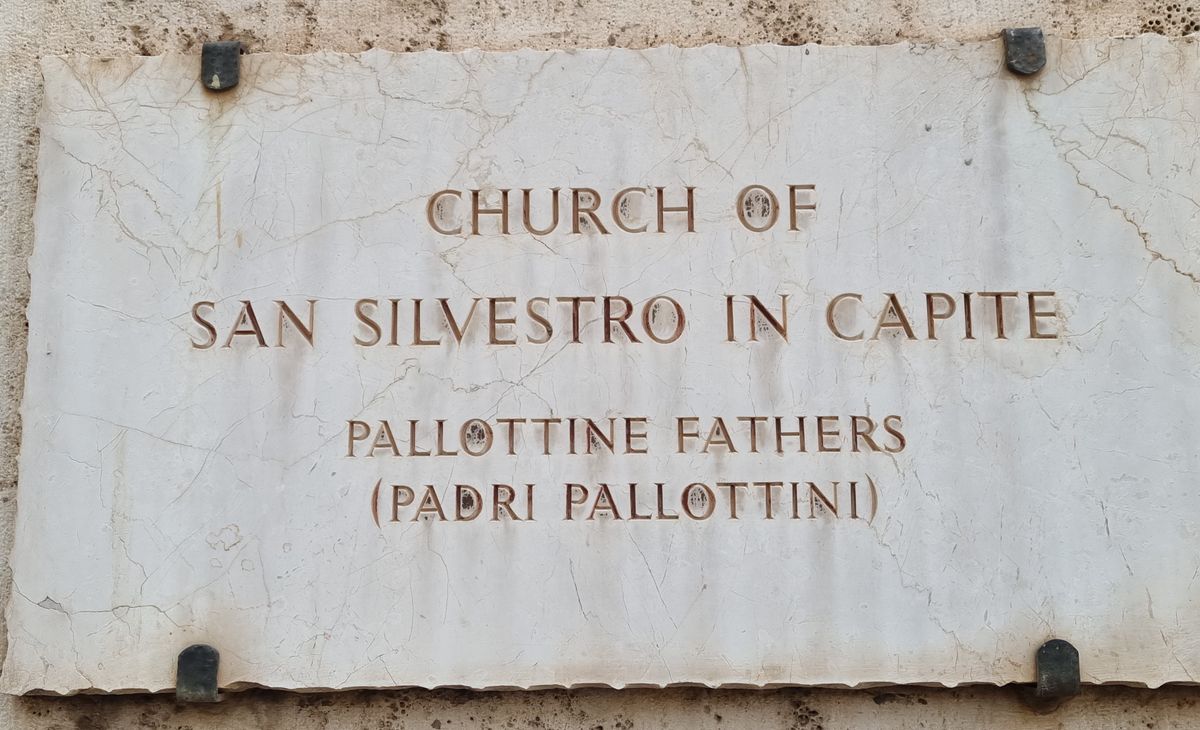 CHURCH OF
SAN SILVESTRO IN CAPITE
PALLOTTINE FATHERS
(PADRI PALLOTTINI)